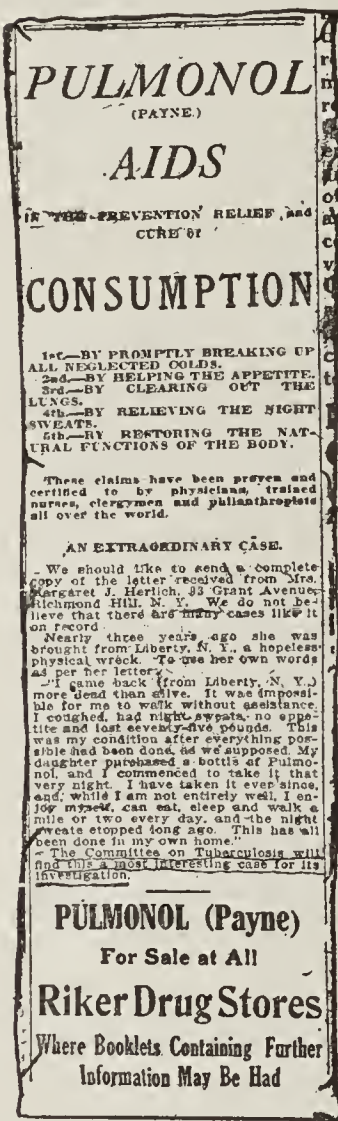 PULMONOL
(PAYNE.)
AIDS
IN THE PREVENTION RELIEF and
CURE of
CONSUMPTION
1st.—BY PROMPTLY BREAKING UP
ALL NEGLECTED COLDS.
2nd.—BY HELPING THE APPETITE.
3rd.—BY CLEARING OUT THE
LUNGS.
4th.—BY RELIEVING THE NIGHT
SWEATS.
5th.—BY RESTORING THE NAT-
URAL FUNCTIONS OF THE BODY.
These claims have been proven and
certified to by physicians, trained
nurses, clergymen and philanthropists
all over the world.
AN EXTRAORDINARY CASE.
We should like to send a complete
copy of the letter received from Mrs.
Margaret J. Herlich, 93 Grant Avenue,
Richmond Hill, N. Y. We do not be-
lieve that there are many cases like it
on record.
Nearly three years ago she was
brought from Liberty, N. Y., a hopeless
physical wreck. To use her own words
as per her letter:
"I came back (from Liberty, N. Y.,)
more dead than alive. It was impossi-
ble for me to walk without assistance.
I coughed, had night sweats, no appe-
tite and lost seventy-five pounds. This
was my condition after everything pos-
sible had been done, as we supposed. My
daughter purchased a bottle of Pulmo-
nol, and I commenced to take it that
very night. I have taken it ever since,
and, while I am not entirely well, I en-
joy myself, can eat, sleep and walk a
mile or two every day, and the night
sweats stopped long ago. This has all
been done in my own home."
The Committee on Tuberculosis will
find this a most interesting case for its
investigation.
PULMONOL (Payne)
For Sale at All
Riker Drug Stores
Where Booklets Containing Further
Information May Be Had